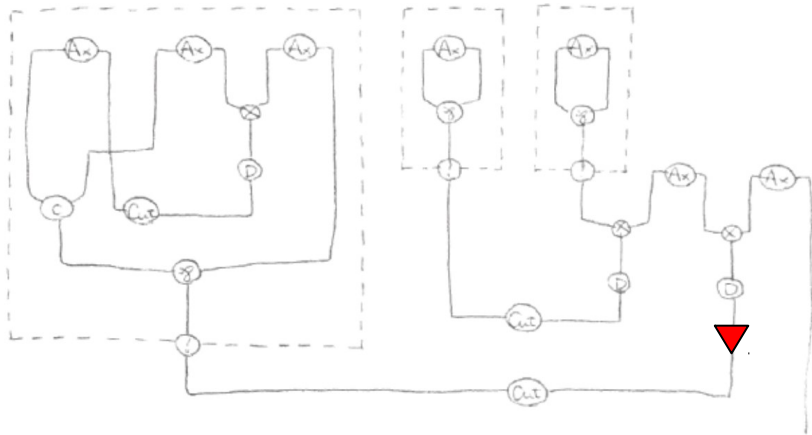 Ax Ax Ax Ax Ax
⊗ ⅋ ⅋
D ! ! Ax Ax
C Cut ⊗ ⊗
⅋ D D
! Cut
Cut